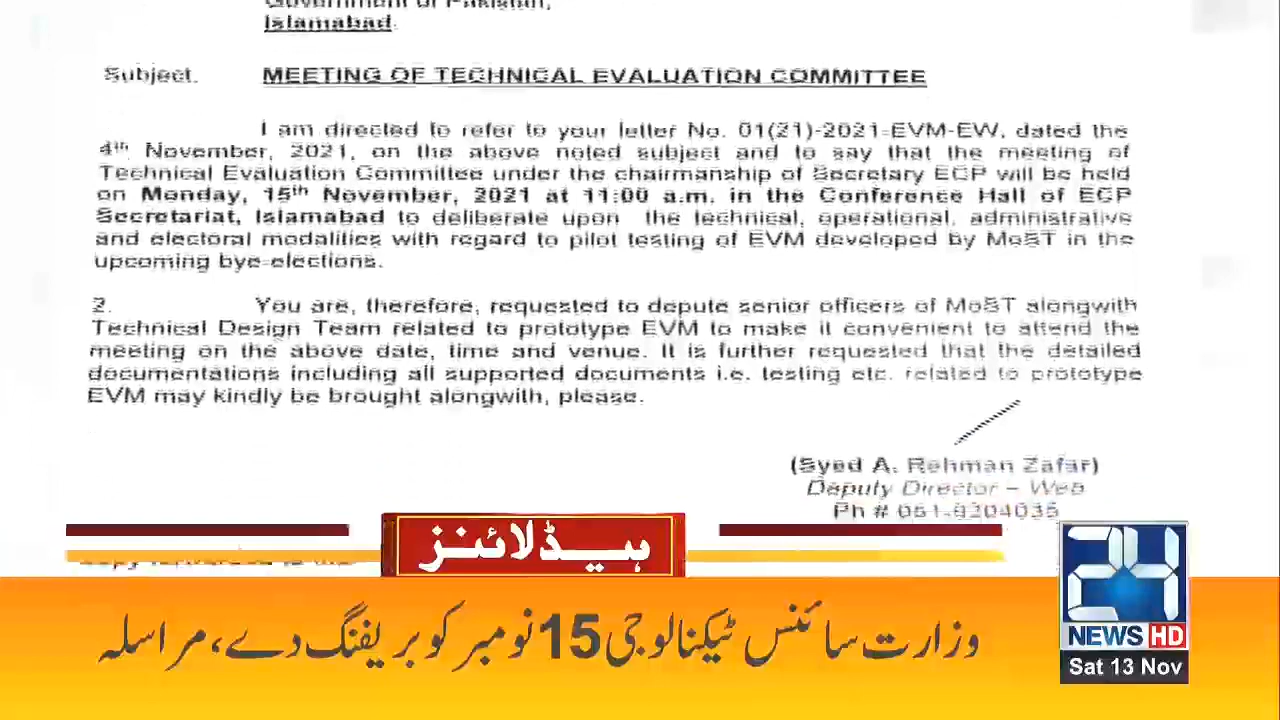 Government of Pakistan,
Islamabad.
Subject. MEETING OF TECHNICAL EVALUATION COMMITTEE
I am directed to refer to your letter No. 01(21)-2021-EVM-EW, dated the
4th November, 2021, on the above noted subject and to say that the meeting of
Technical Evaluation Committee under the chairmanship of Secretary ECP will be held
on Monday, 15th November, 2021 at 11:00 a.m. in the Conference Hall of ECP
Secretariat, Islamabad to deliberate upon the technical, operational, administrative
and electoral modalities with regard to pilot testing of EVM developed by MoST in the
upcoming bye-elections.
2. You are, therefore, requested to depute senior officers of MoST alongwith
Technical Design Team related to prototype EVM to make it convenient to attend the
meeting on the above date, time and venue. It is further requested that the detailed
documentations including all supported documents i.e. testing etc. related to prototype
EVM may kindly be brought alongwith, please.
(Syed A. Rehman Zafar)
Deputy Director – Web
Ph # 051-9204035
ہیڈلائنز
وزارت سائنس ٹیکنالوجی 15 نومبر کو بریفنگ دے، مراسلہ
24
NEWS HD
Sat 13 Nov